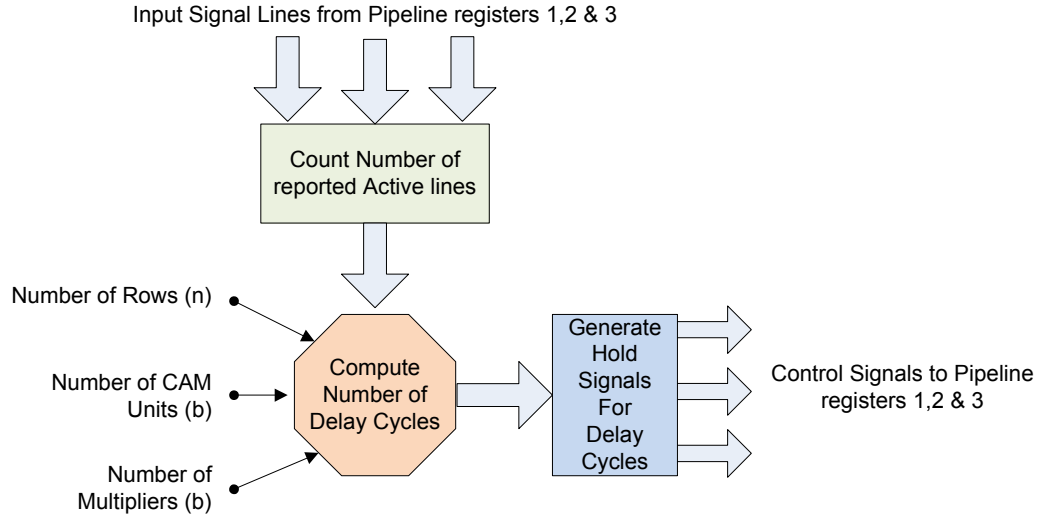 Input Signal Lines from Pipeline registers 1,2 & 3
Count Number of
reported Active lines
Number of Rows (n)
Number of CAM
Units (b)
Number of
Multipliers (b)
Compute
Number of
Delay Cycles
Generate
Hold
Signals
For
Delay
Cycles
Control Signals to Pipeline
registers 1,2 & 3